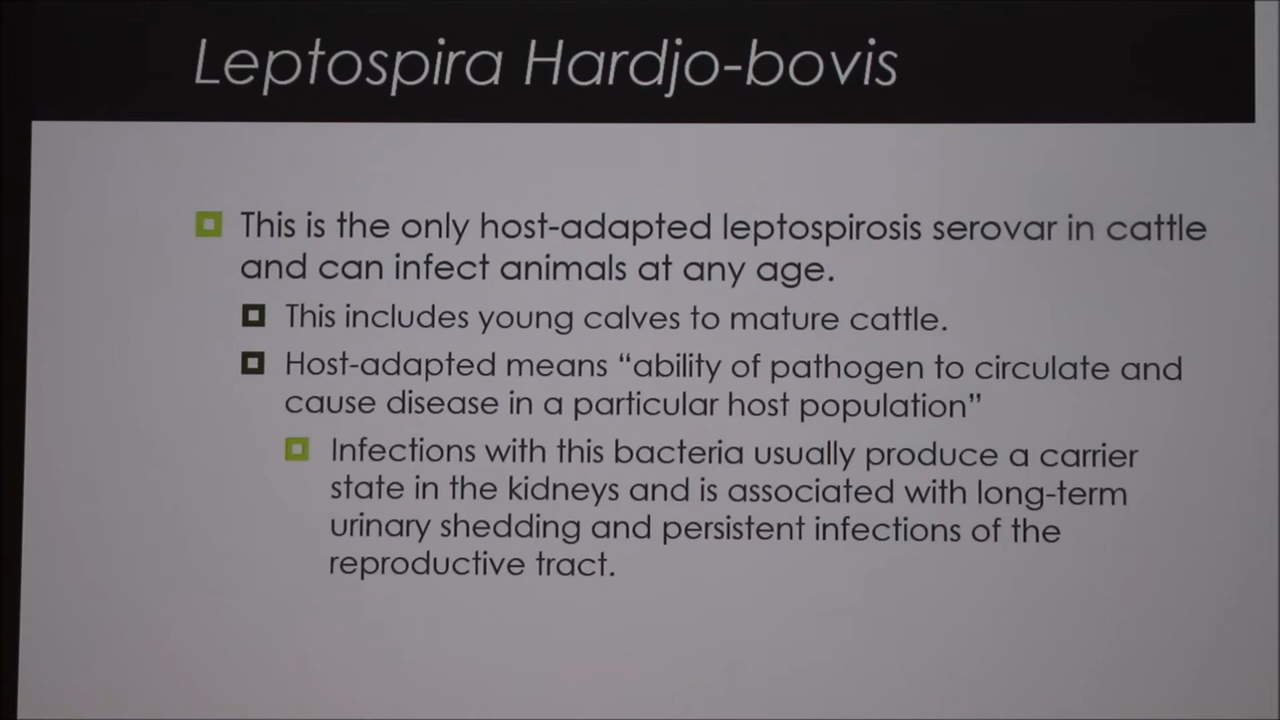 Leptospira Hardjo-bovis
This is the only host-adapted leptospirosis serovar in cattle
and can infect animals at any age.
This includes young calves to mature cattle.
Host-adapted means “ability of pathogen to circulate and
cause disease in a particular host population”
Infections with this bacteria usually produce a carrier
state in the kidneys and is associated with long-term
urinary shedding and persistent infections of the
reproductive tract.